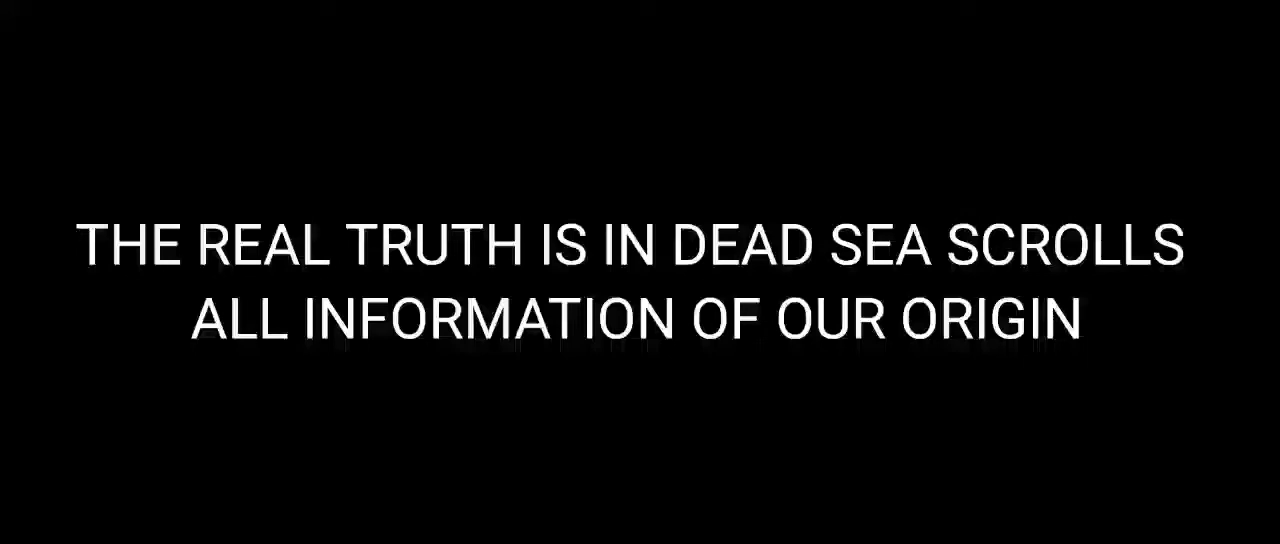 THE REAL TRUTH IS IN DEAD SEA SCROLLS
ALL INFORMATION OF OUR ORIGIN